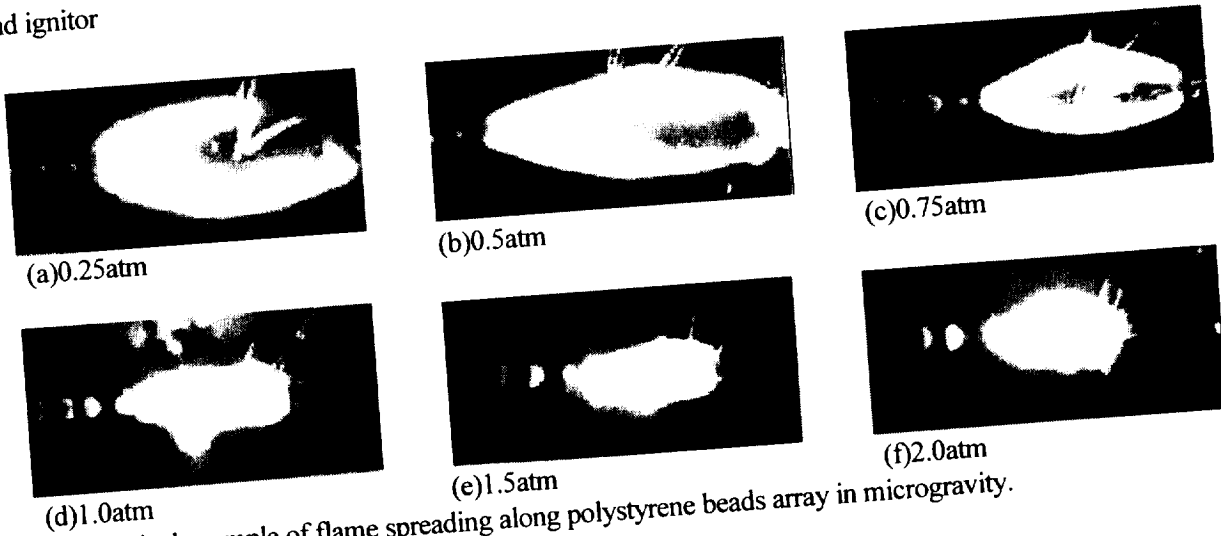 ignitor
(a)0.25atm
(b)0.5atm
(c)0.75atm
(d)1.0atm
(e)1.5atm
(f)2.0atm
of flame spreading along polystyrene beads array in microgravity.